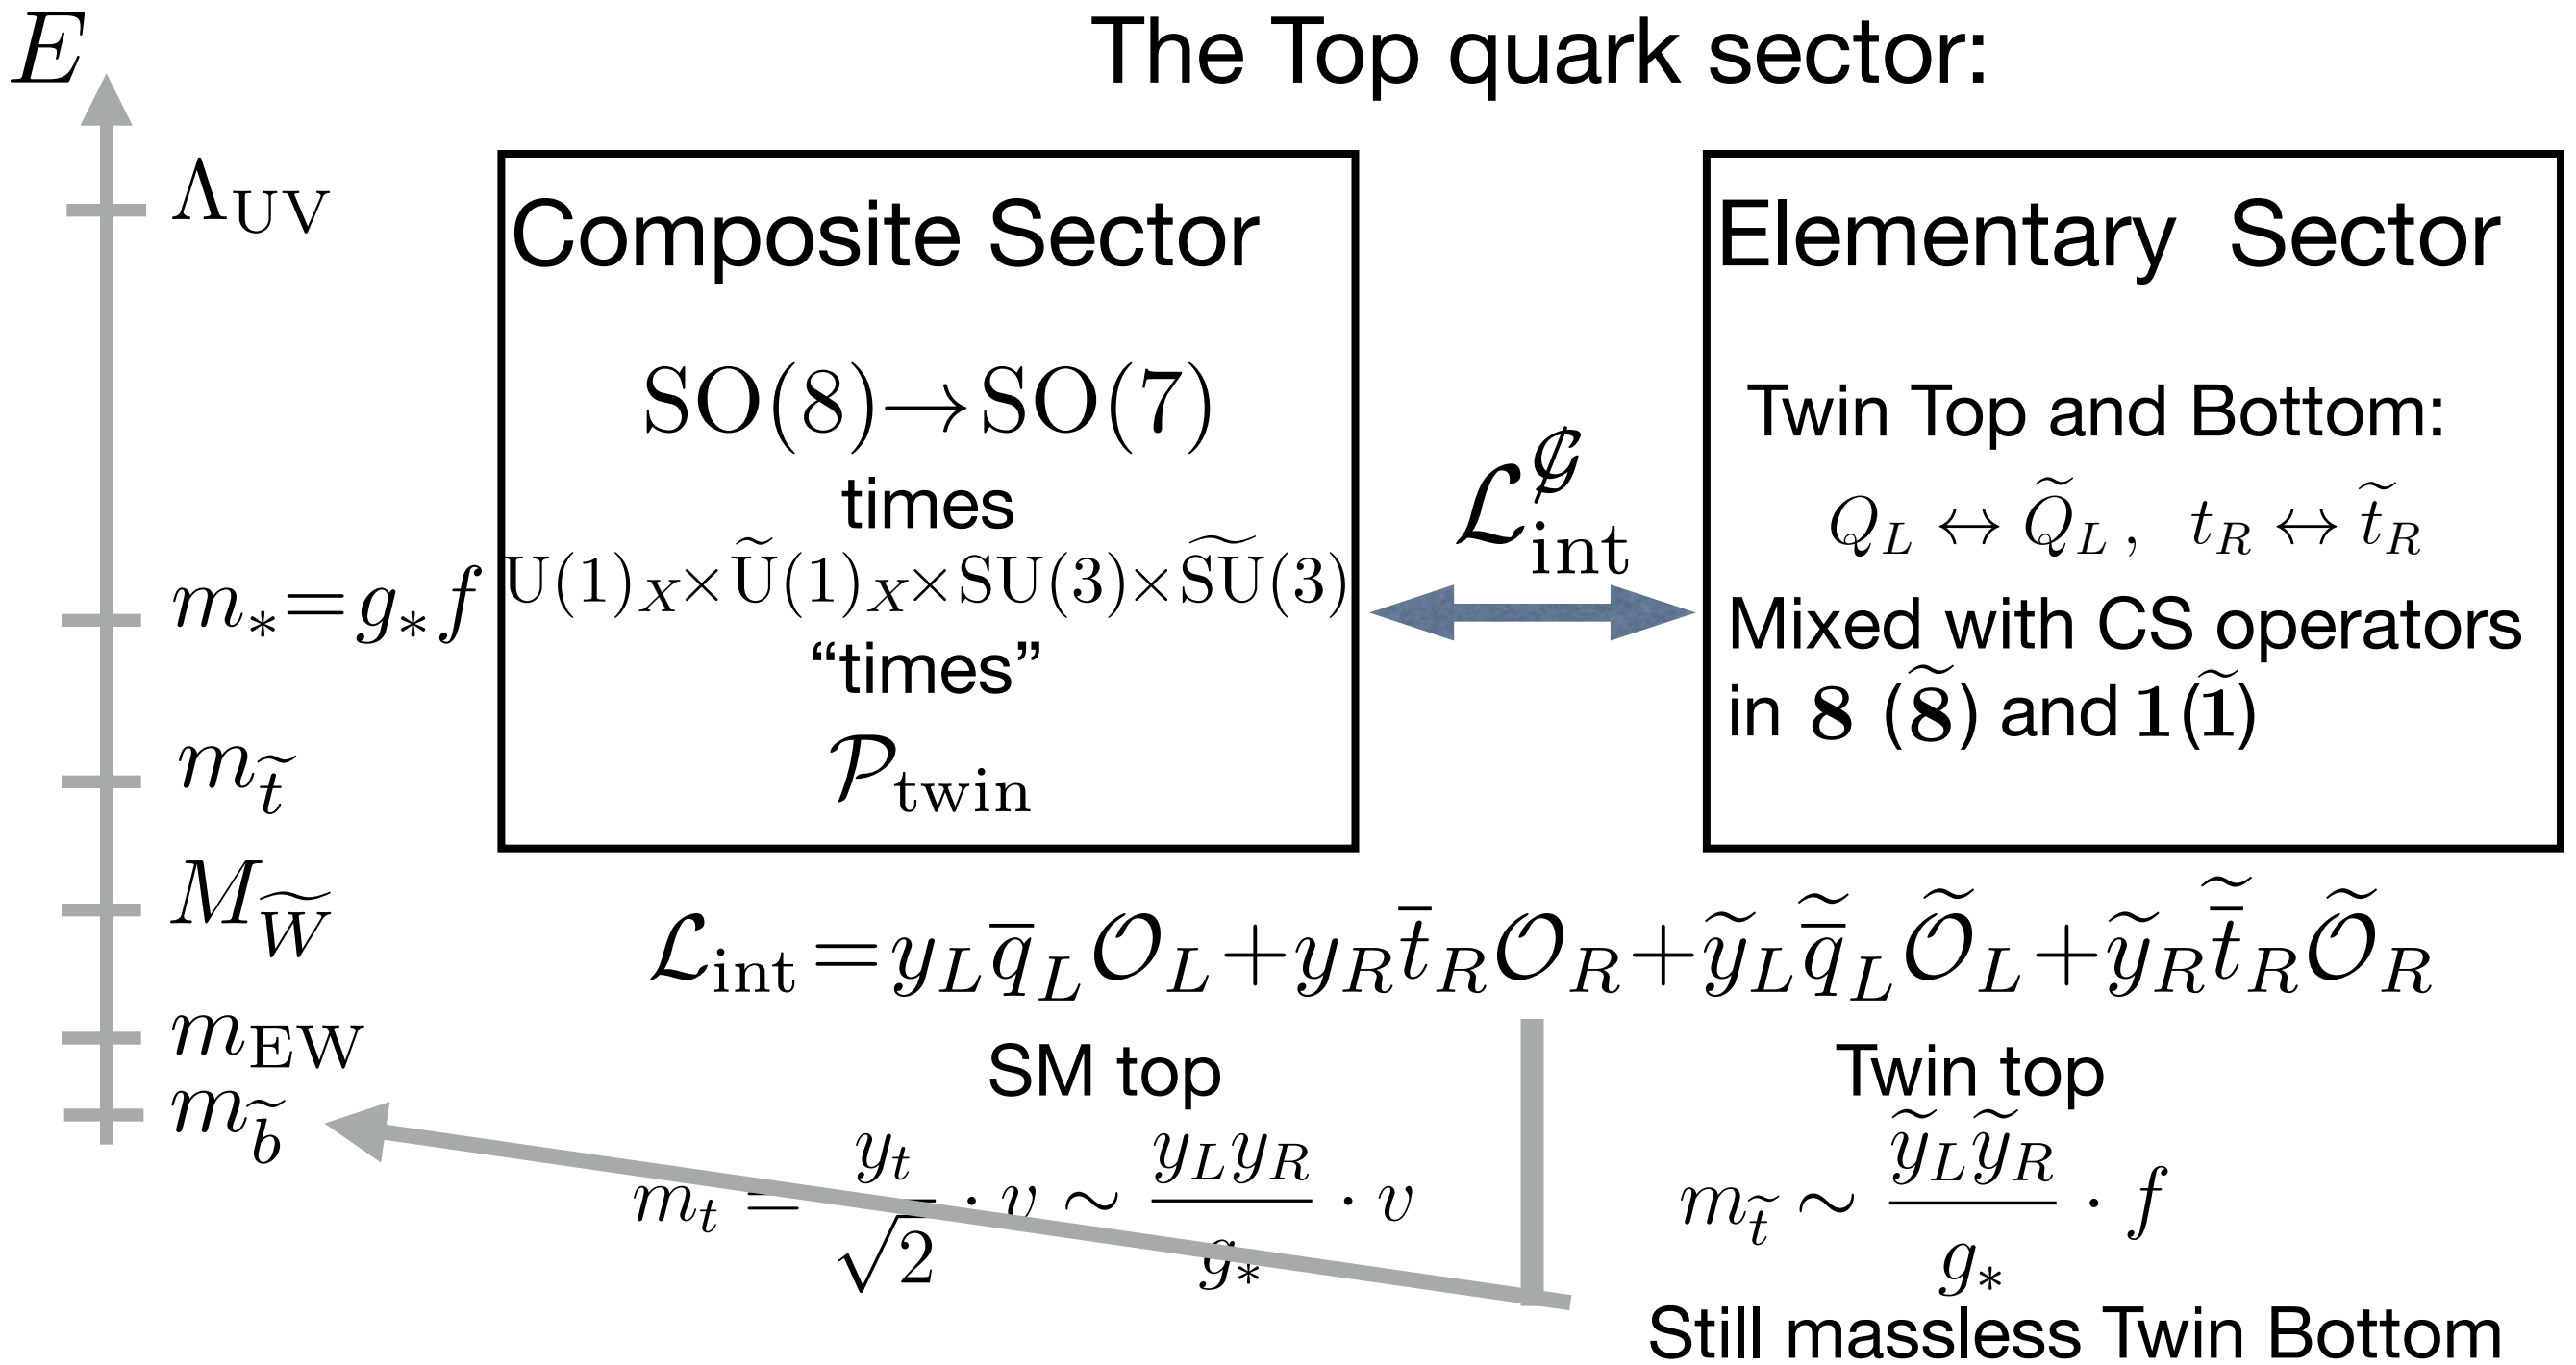 The Top quark sector:
E
Λ_UV
m_* = g_* f
m_t̃
M_W̃
m_EW
m_b̃
Composite Sector
SO(8)→SO(7)
times
U(1)_X × Ũ(1)_X × SU(3) × S͠U(3)
“times”
𝒫_twin
ℒ_int^G̸
Elementary Sector
Twin Top and Bottom:
Q_L ↔ Q̃_L , t_R ↔ t̃_R
Mixed with CS operators
in 8 (8̃) and 1(1̃)
ℒ_int = y_L q̅_L 𝒪_L + y_R t̅_R 𝒪_R + ỹ_L q̅̃_L 𝒪̃_L + ỹ_R t̅̃_R 𝒪̃_R
SM top
m_t = y_t/√2 · v ∼ y_L y_R/g_* · v
Twin top
m_t̃ ∼ ỹ_L ỹ_R/g_* · f
Still massless Twin Bottom